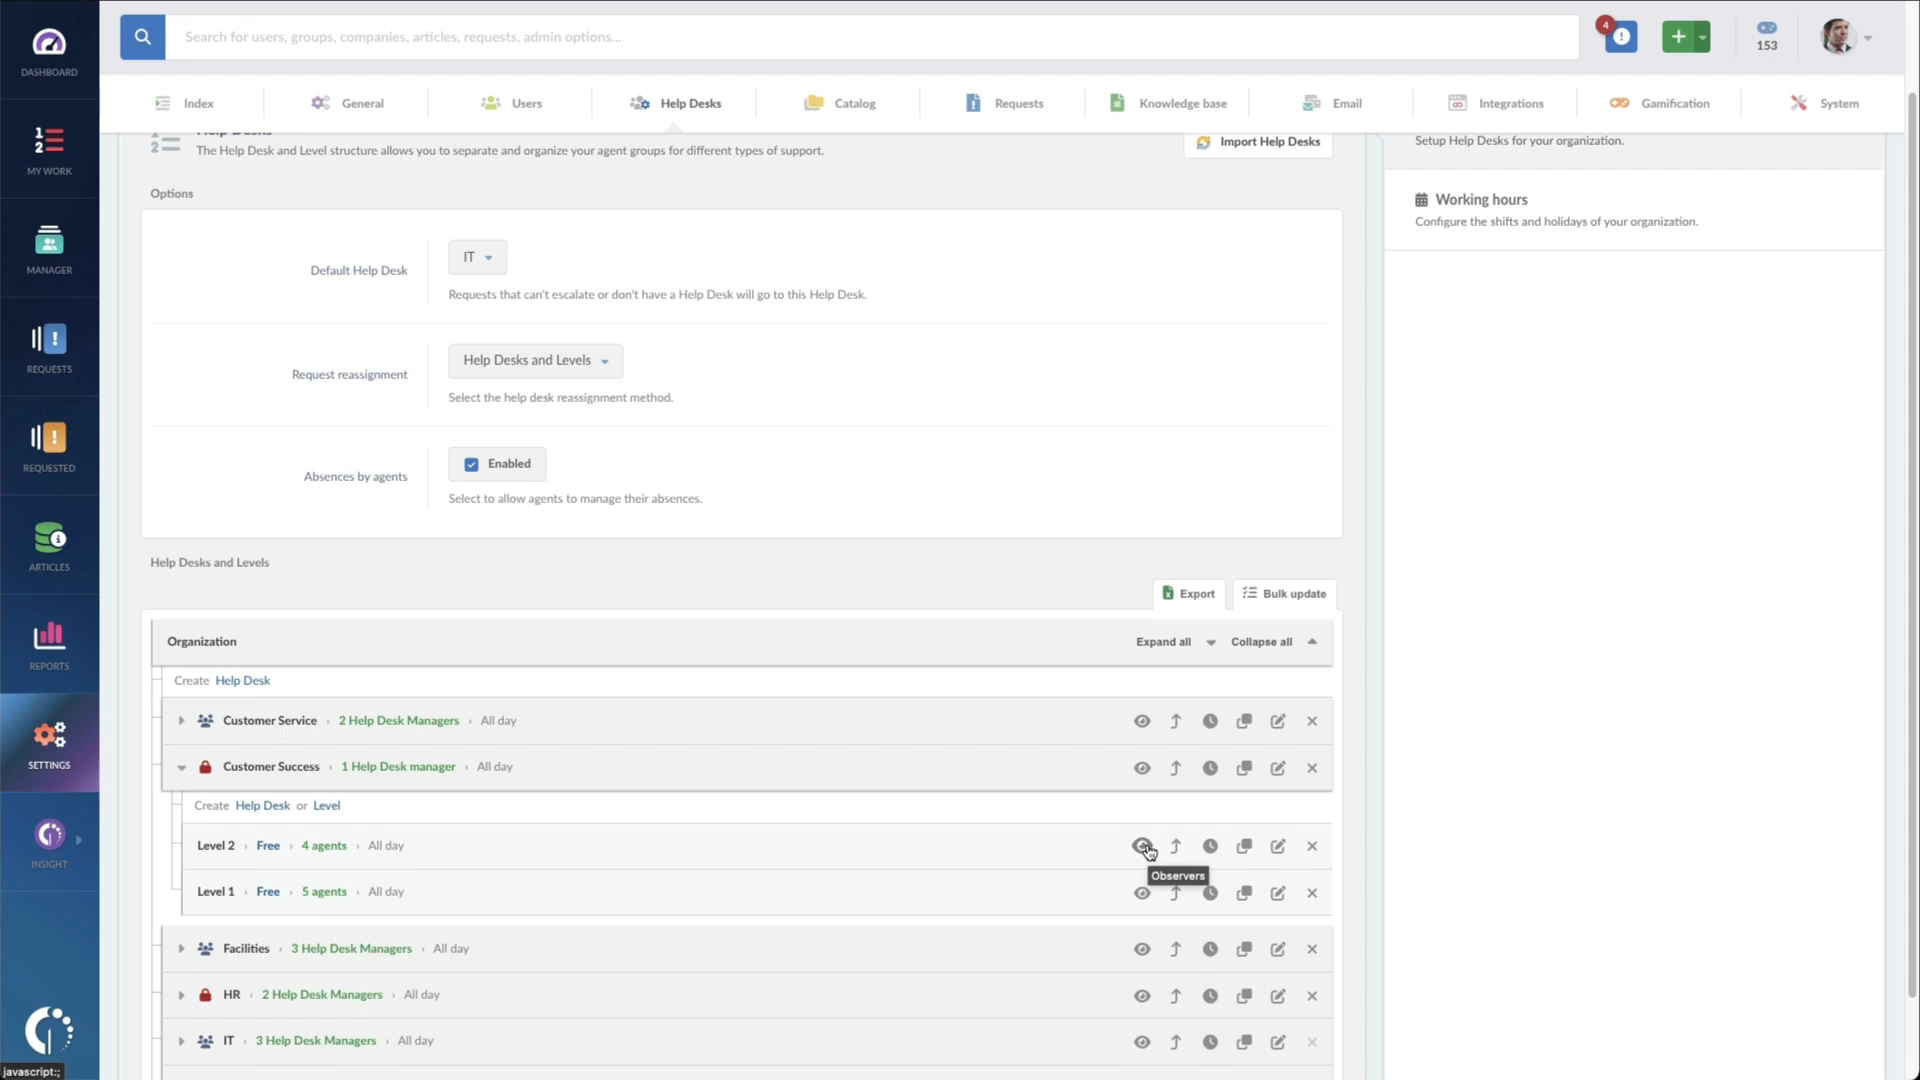 DASHBOARD
MY WORK
MANAGER
REQUESTS
REQUESTED
ARTICLES
REPORTS
SETTINGS
INSIGHT
javascript:;
Search for users, groups, companies, articles, requests, admin options...
4
153
Index
General
Users
Help Desks
Catalog
Requests
Knowledge base
Email
Integrations
Gamification
System
Help Desks
The Help Desk and Level structure allows you to separate and organize your agent groups for different types of support.
Import Help Desks
Options
Default Help Desk
IT
Requests that can't escalate or don't have a Help Desk will go to this Help Desk.
Request reassignment
Help Desks and Levels
Select the help desk reassignment method.
Absences by agents
Enabled
Select to allow agents to manage their absences.
Help Desks and Levels
Export
Bulk update
Organization
Expand all
Collapse all
Create Help Desk
Customer Service › 2 Help Desk Managers › All day
Customer Success › 1 Help Desk manager › All day
Create Help Desk or Level
Level 2 › Free › 4 agents › All day
Observers
Level 1 › Free › 5 agents › All day
Facilities › 3 Help Desk Managers › All day
HR › 2 Help Desk Managers › All day
IT › 3 Help Desk Managers › All day
Setup Help Desks for your organization.
Working hours
Configure the shifts and holidays of your organization.